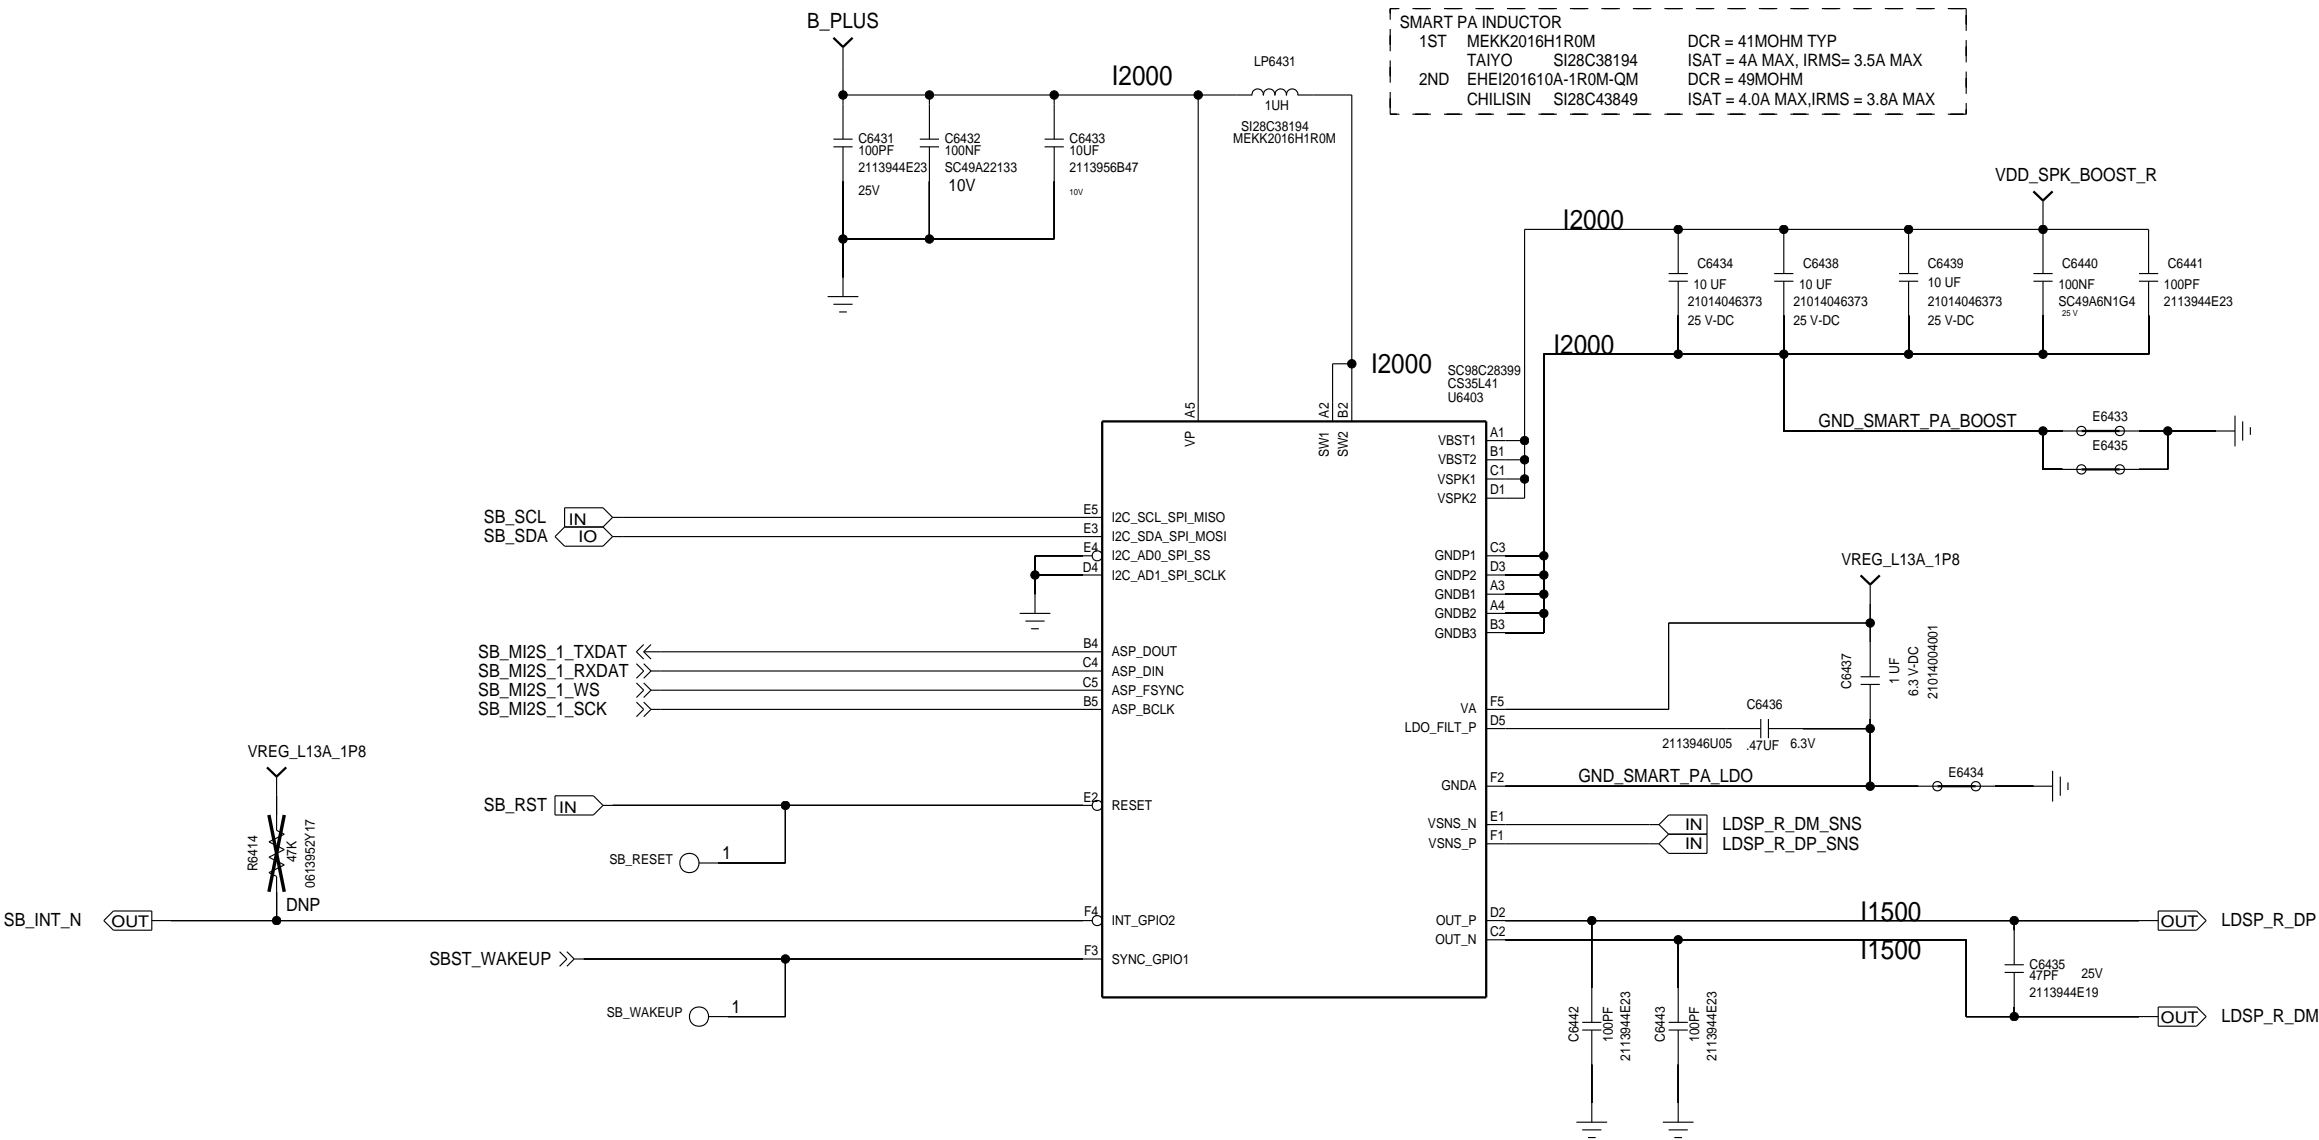 B_PLUS
I2000
LP6431
1UH
SI28C38194
MEKK2016H1R0M
SMART PA INDUCTOR
1ST MEKK2016H1R0M DCR = 41MOHM TYP
TAIYO SI28C38194 ISAT = 4A MAX, IRMS= 3.5A MAX
2ND EHEI201610A-1R0M-QM DCR = 49MOHM
CHILISIN SI28C43849 ISAT = 4.0A MAX,IRMS = 3.8A MAX
C6431
100PF
2113944E23
25V
C6432
100NF
SC49A22133
10V
C6433
10UF
2113956B47
10V
VDD_SPK_BOOST_R
I2000
C6434
10 UF
21014046373
25 V-DC
C6438
10 UF
21014046373
25 V-DC
C6439
10 UF
21014046373
25 V-DC
C6440
100NF
SC49A6N1G4
25 V
C6441
100PF
2113944E23
I2000
I2000
SC98C28399
CS35L41
U6403
GND_SMART_PA_BOOST
E6433
E6435
A5
VP
A2
SW1
B2
SW2
VBST1 A1
VBST2 B1
VSPK1 C1
VSPK2 D1
GNDP1 C3
GNDP2 D3
GNDB1 A3
GNDB2 A4
GNDB3 B3
SB_SCL IN E5 I2C_SCL_SPI_MISO
SB_SDA IO E3 I2C_SDA_SPI_MOSI
E4 I2C_AD0_SPI_SS
D4 I2C_AD1_SPI_SCLK
SB_MI2S_1_TXDAT B4 ASP_DOUT
SB_MI2S_1_RXDAT C4 ASP_DIN
SB_MI2S_1_WS C5 ASP_FSYNC
SB_MI2S_1_SCK B5 ASP_BCLK
VREG_L13A_1P8
C6437
1 UF
6.3 V-DC
21014004001
VA F5
LDO_FILT_P D5
C6436
2113946U05 .47UF 6.3V
GNDA F2 GND_SMART_PA_LDO E6434
VSNS_N E1 IN LDSP_R_DM_SNS
VSNS_P F1 IN LDSP_R_DP_SNS
VREG_L13A_1P8
R6414
47K
0613952Y17
DNP
SB_RST IN E2 RESET
SB_RESET 1
SB_INT_N OUT F4 INT_GPIO2
SBST_WAKEUP F3 SYNC_GPIO1
SB_WAKEUP 1
OUT_P D2 I1500 OUT LDSP_R_DP
OUT_N C2 I1500
C6435
47PF 25V
2113944E19
OUT LDSP_R_DM
C6442
100PF
2113944E23
C6443
100PF
2113944E23